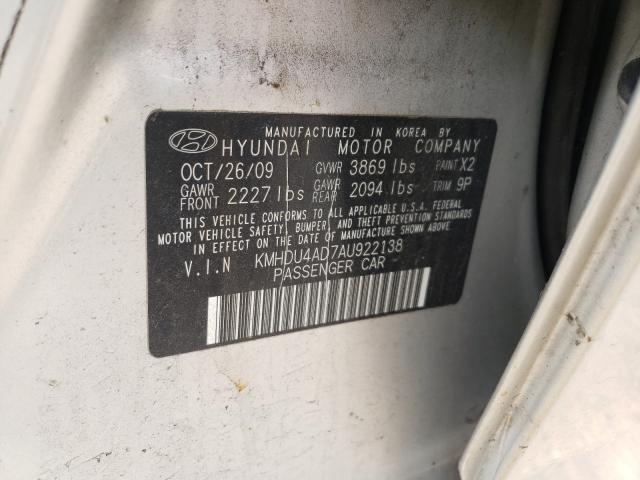 MANUFACTURED IN KOREA BY
HYUNDAI MOTOR COMPANY
OCT/26/09 GVWR 3869 lbs PAINT X2
GAWR FRONT 2227 lbs GAWR REAR 2094 lbs TRIM 9P
THIS VEHICLE CONFORMS TO ALL APPLICABLE U.S.A. FEDERAL
MOTOR VEHICLE SAFETY, BUMPER, AND THEFT PREVENTION STANDARDS
IN EFFECT ON THE DATE OF MANUFACTURE SHOWN ABOVE.
V.I.N KMHDU4AD7AU922138
PASSENGER CAR